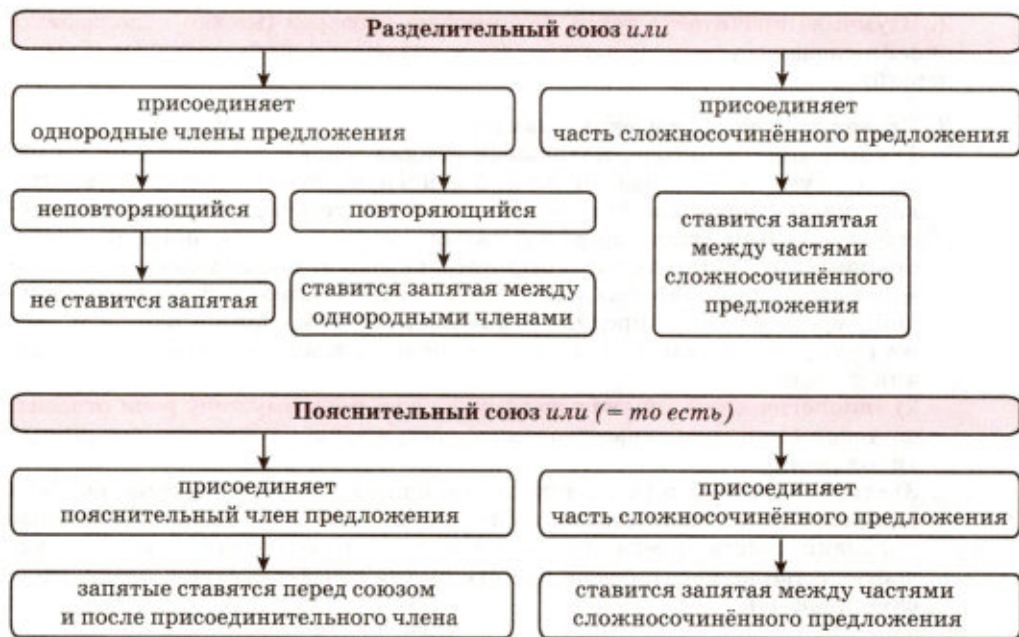 Разделительный союз или
присоединяет
однородные члены предложения
присоединяет
часть сложносочинённого предложения
неповторяющийся
повторяющийся
ставится запятая
между частями
сложносочинённого
предложения
не ставится запятая
ставится запятая между
однородными членами
Пояснительный союз или (= то есть)
присоединяет
пояснительный член предложения
присоединяет
часть сложносочинённого предложения
запятые ставятся перед союзом
и после присоединительного члена
ставится запятая между частями
сложносочинённого предложения